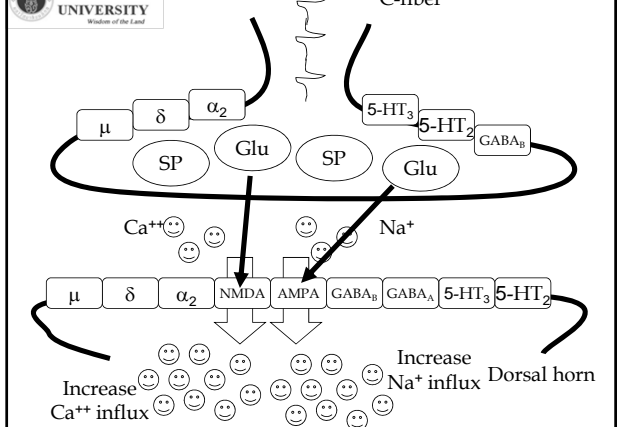 UNIVERSITY
Wisdom of the Land
C-fiber
μ
δ
α2
5-HT3
5-HT2
GABAB
SP
Glu
SP
Glu
Ca++
Na+
μ
δ
α2
NMDA
AMPA
GABAB
GABAA
5-HT3
5-HT2
Increase
Ca++ influx
Increase
Na+ influx
Dorsal horn